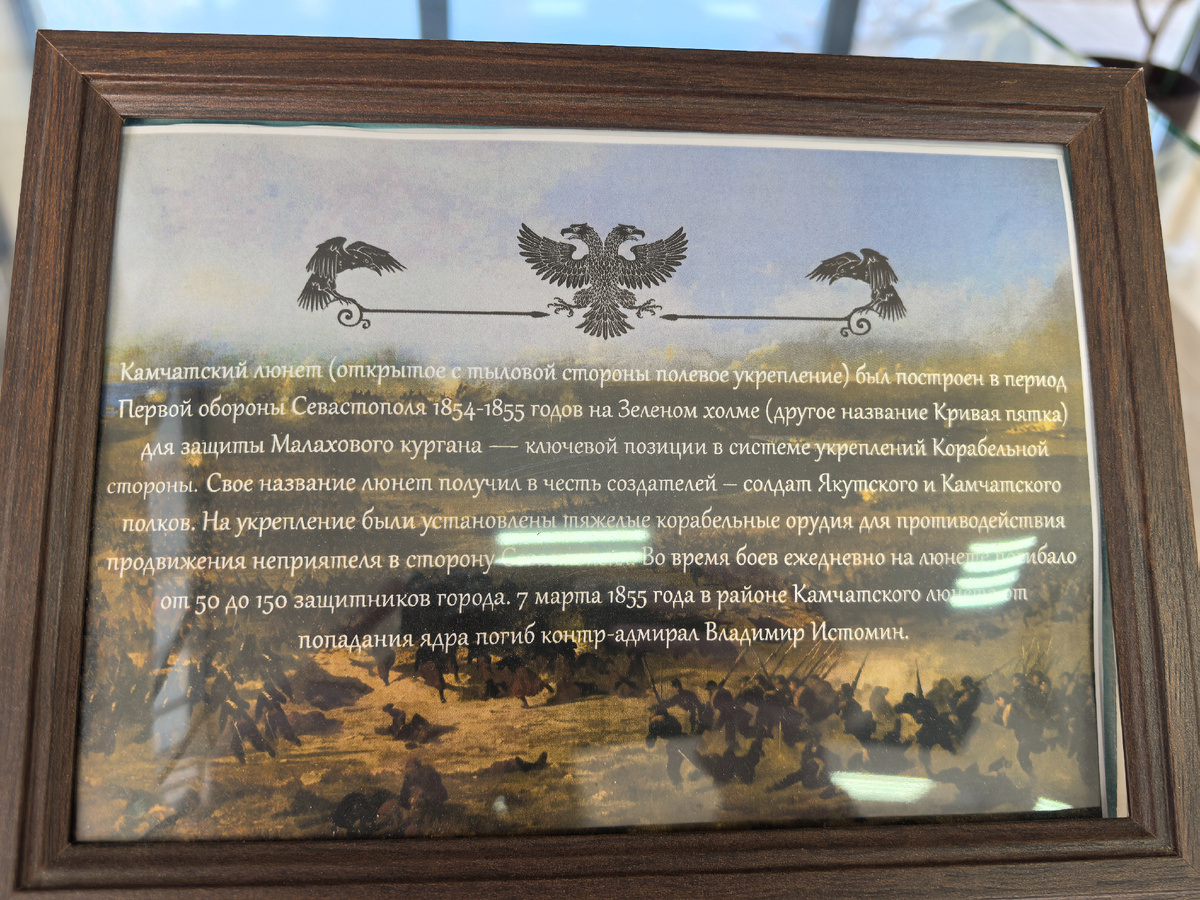 Камчатский люнет (открытое с тыловой стороны полевое укрепление) был построен в период
Первой обороны Севастополя 1854-1855 годов на Зеленом холме (другое название Кривая пятка)
для защиты Малахового кургана — ключевой позиции в системе укреплений Корабельной
стороны. Свое название люнет получил в честь создателей – солдат Якутского и Камчатского
полков. На укрепление были установлены тяжелые корабельные орудия для противодействия
продвижения неприятеля в сторону Во время боев ежедневно на люнете погибало
от 50 до 150 защитников города. 7 марта 1855 года в районе Камчатского люнета от
попадания ядра погиб контр-адмирал Владимир Истомин.